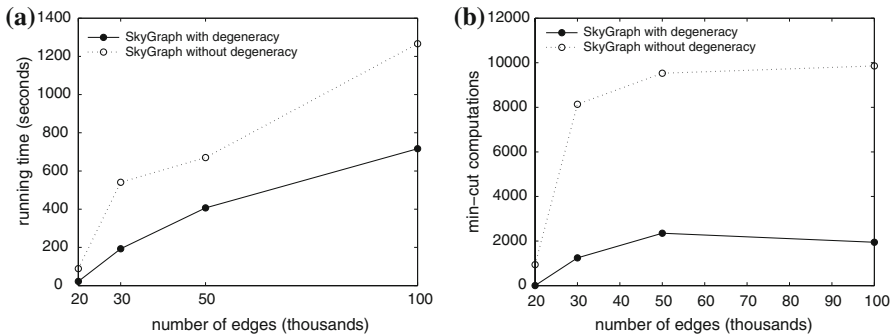 (a)
1400
1200
1000
800
600
400
200
0
running time (seconds)
SkyGraph with degeneracy
SkyGraph without degeneracy
20 30 50 100
number of edges (thousands)
(b)
12000
10000
8000
6000
4000
2000
0
min-cut computations
SkyGraph with degeneracy
SkyGraph without degeneracy
20 30 40 50 60 70 80 90 100
number of edges (thousands)